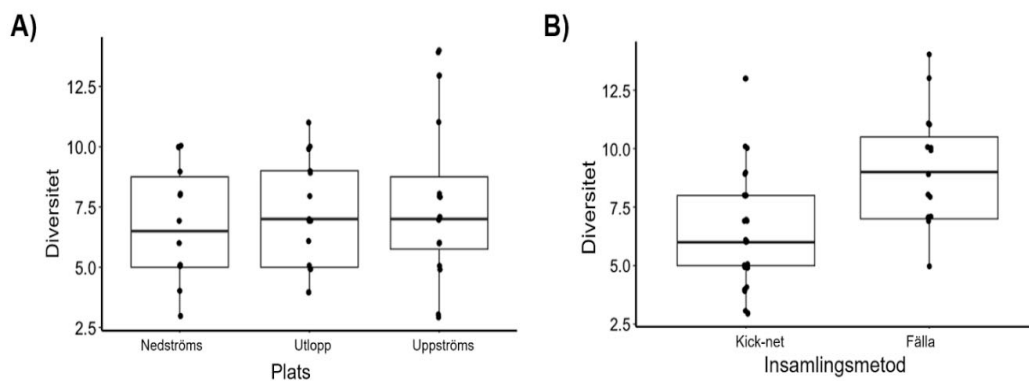 A)
Diversitet
12.5
10.0
7.5
5.0
2.5
Nedströms Utlopp Uppströms
Plats
B)
Diversitet
12.5
10.0
7.5
5.0
2.5
Kick-net Fälla
Insamlingsmetod